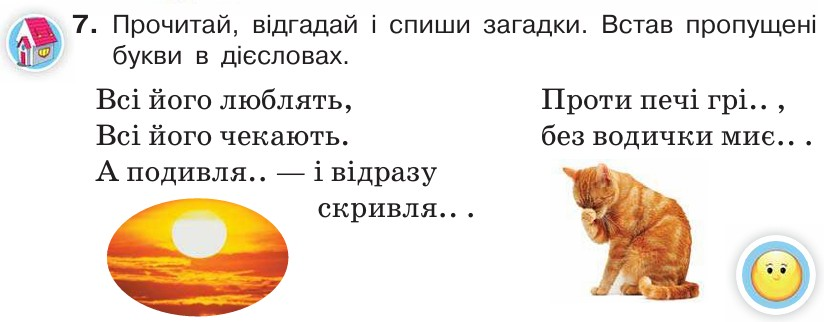 7. Прочитай, відгадай і спиши загадки. Встав пропущені
букви в дієсловах.
Всі його люблять,
Всі його чекають.
А подивля.. — і відразу
скривля.. .
Проти печі грі.. ,
без водички миє.. .